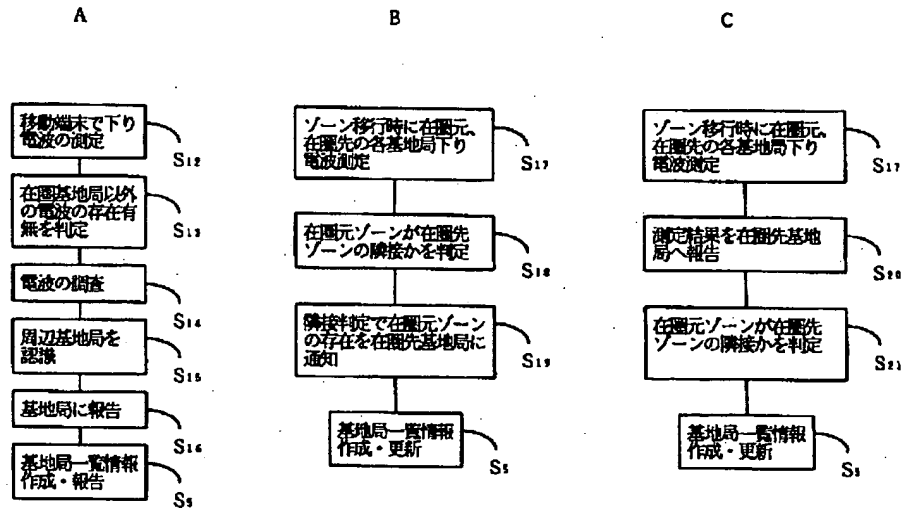 A
移動端末で下り
電波の測定
S12
在圏基地局以外
の電波の存在有
無を判定
S13
電波の調査
S14
周辺基地局を
認識
S15
基地局に報告
S16
基地局一覧情報
作成・報告
S5
B
ゾーン移行時に在圏元、
在圏先の各基地局下り
電波測定
S17
在圏元ゾーンが在圏先
ゾーンの隣接かを判定
S18
隣接判定で在圏元ゾーン
の存在を在圏先基地局に
通知
S19
基地局一覧情報
作成・更新
S5
C
ゾーン移行時に在圏元、
在圏先の各基地局下り
電波測定
S17
測定結果を在圏先基地
局へ報告
S20
在圏元ゾーンが在圏先
ゾーンの隣接かを判定
S21
基地局一覧情報
作成・更新
S5